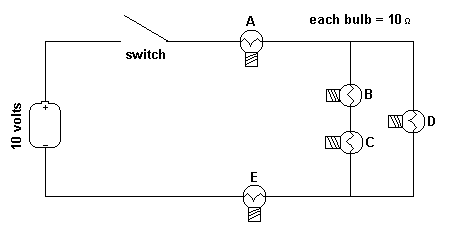 A
each bulb = 10 Ω
switch
B
+
10 volts
D
C
−
E